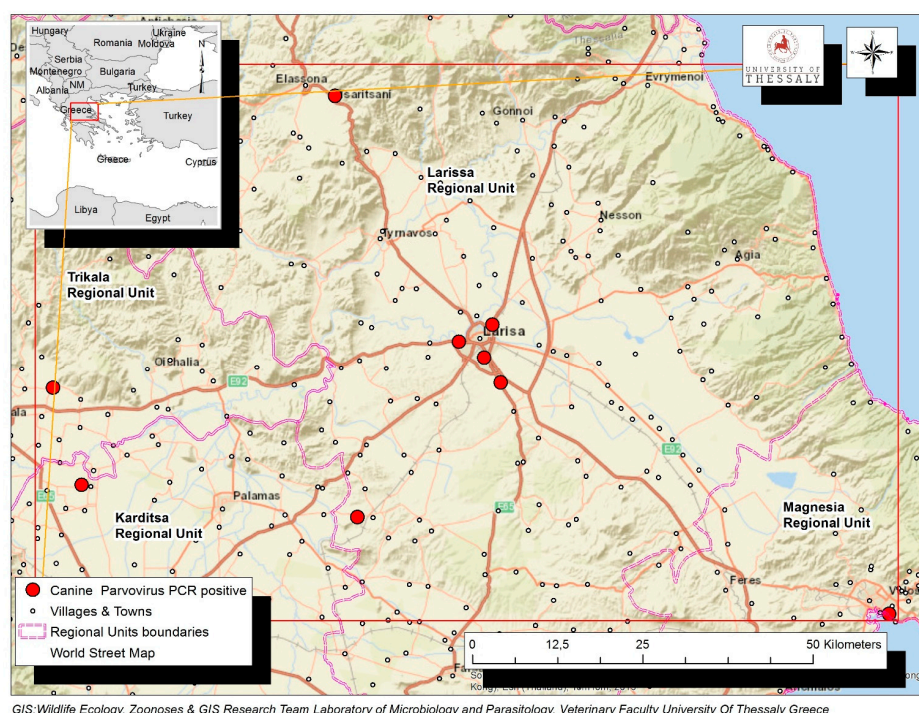 Hungary
Ukraine
Romania
Moldova
N
Serbia
Montenegro
Bulgaria
NM
Albania
Turkey
Greece
Turkey
Greece
Cyprus
Libya
Egypt
Thessalia
UNIVERSITY OF
THESSALY
Elassona
Evrymenoi
Gonnoi
Larissa
Regional Unit
Nesson
Tyrnavos
Agia
Trikala
Regional Unit
Larisa
Oichalia
E92
E92
Palamas
E65
E65
Karditsa
Regional Unit
Magnesia
Regional Unit
Feres
Canine Parvovirus PCR positive
Villages & Towns
Regional Units boundaries
World Street Map
0 12,5 25 50 Kilometers
Kong), Esri (Thailand),
GIS:Wildlife Ecology, Zoonoses & GIS Research Team Laboratory of Microbiology and Parasitology, Veterinary Faculty University Of Thessaly Greece